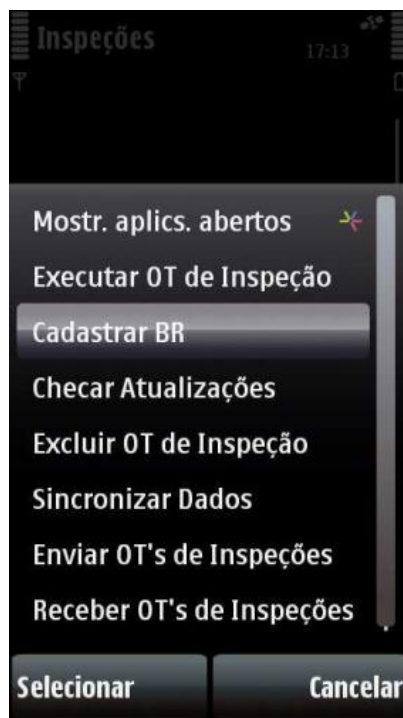 Inspeções
17:13
Mostr. aplics. abertos
Executar OT de Inspeção
Cadastrar BR
Checar Atualizações
Excluir OT de Inspeção
Sincronizar Dados
Enviar OT's de Inspeções
Receber OT's de Inspeções
Selecionar
Cancelar